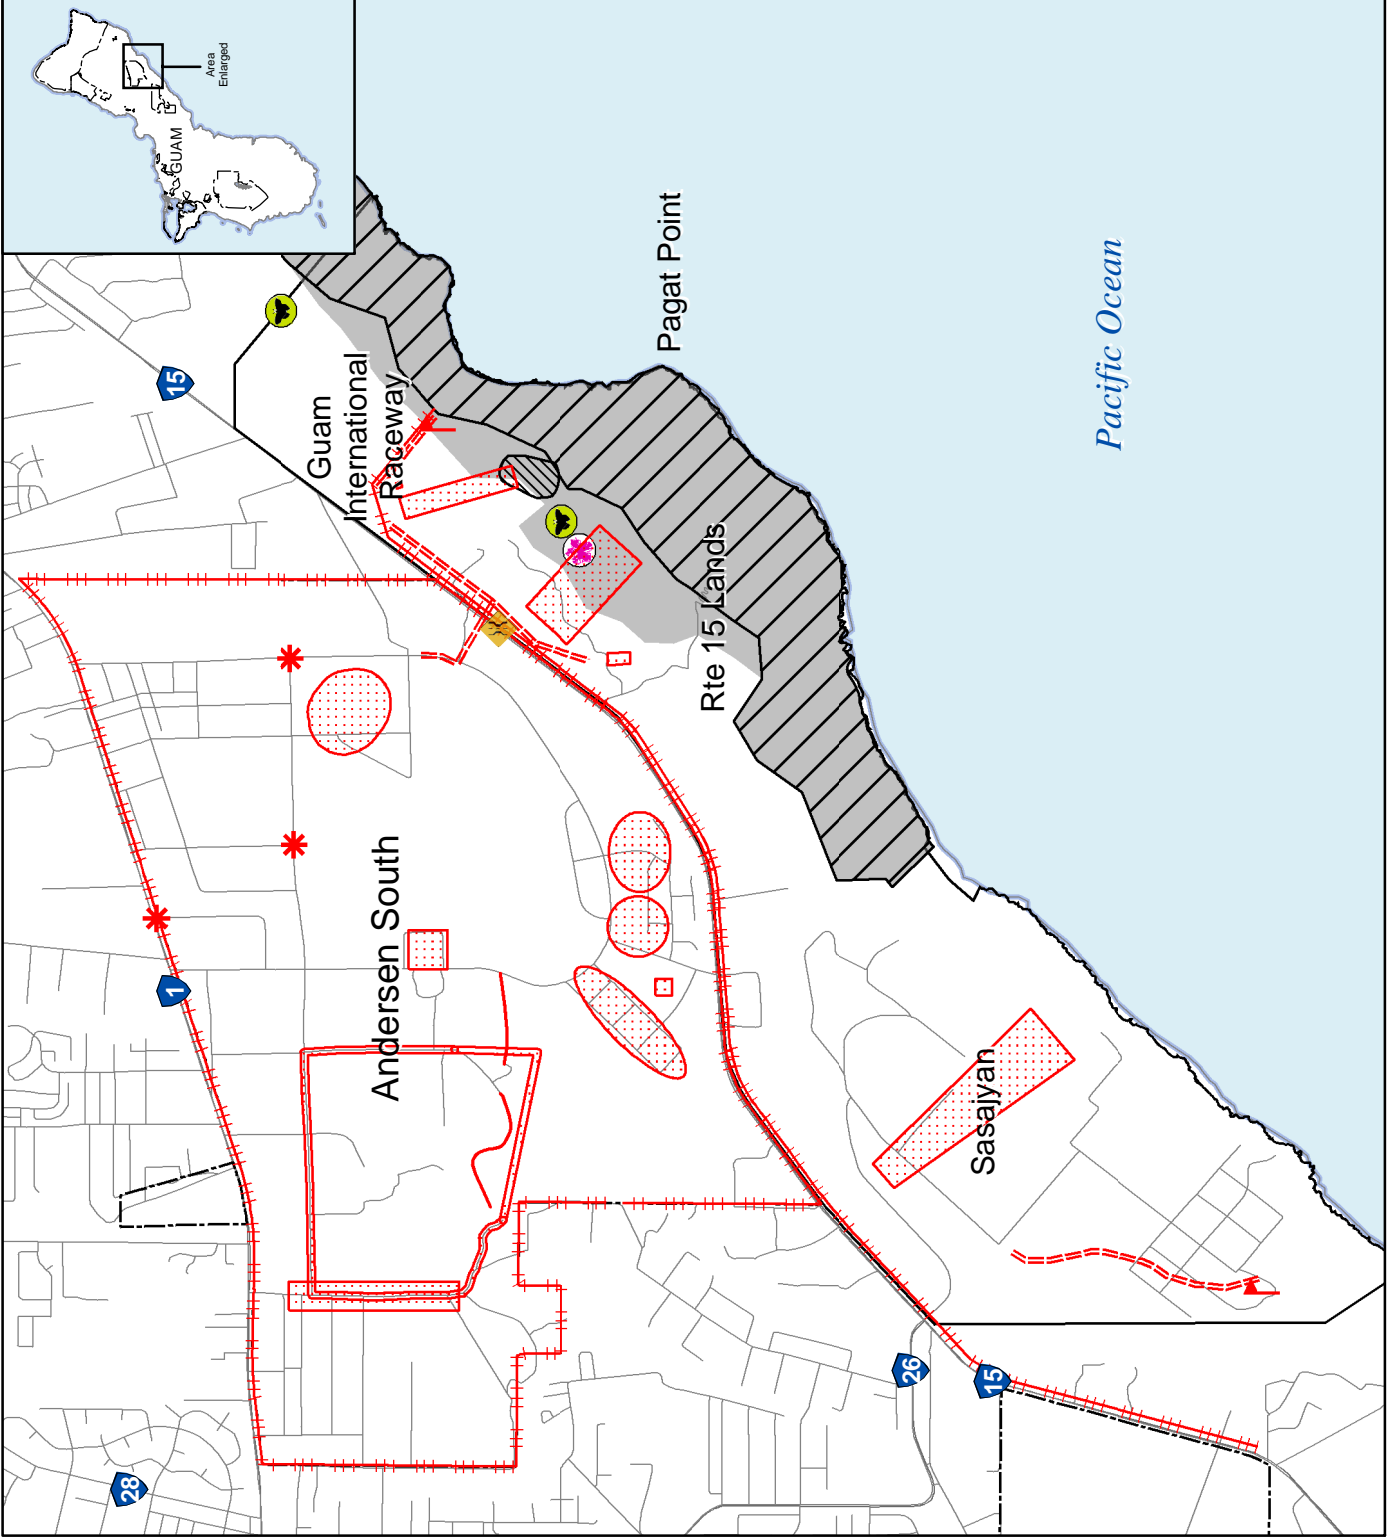 Area
Enlarged
GUAM
15
Guam
International
Raceway
Pagat Point
Pacific Ocean
Rte 15 Lands
Andersen South
1
Sasajyan
26
15
28